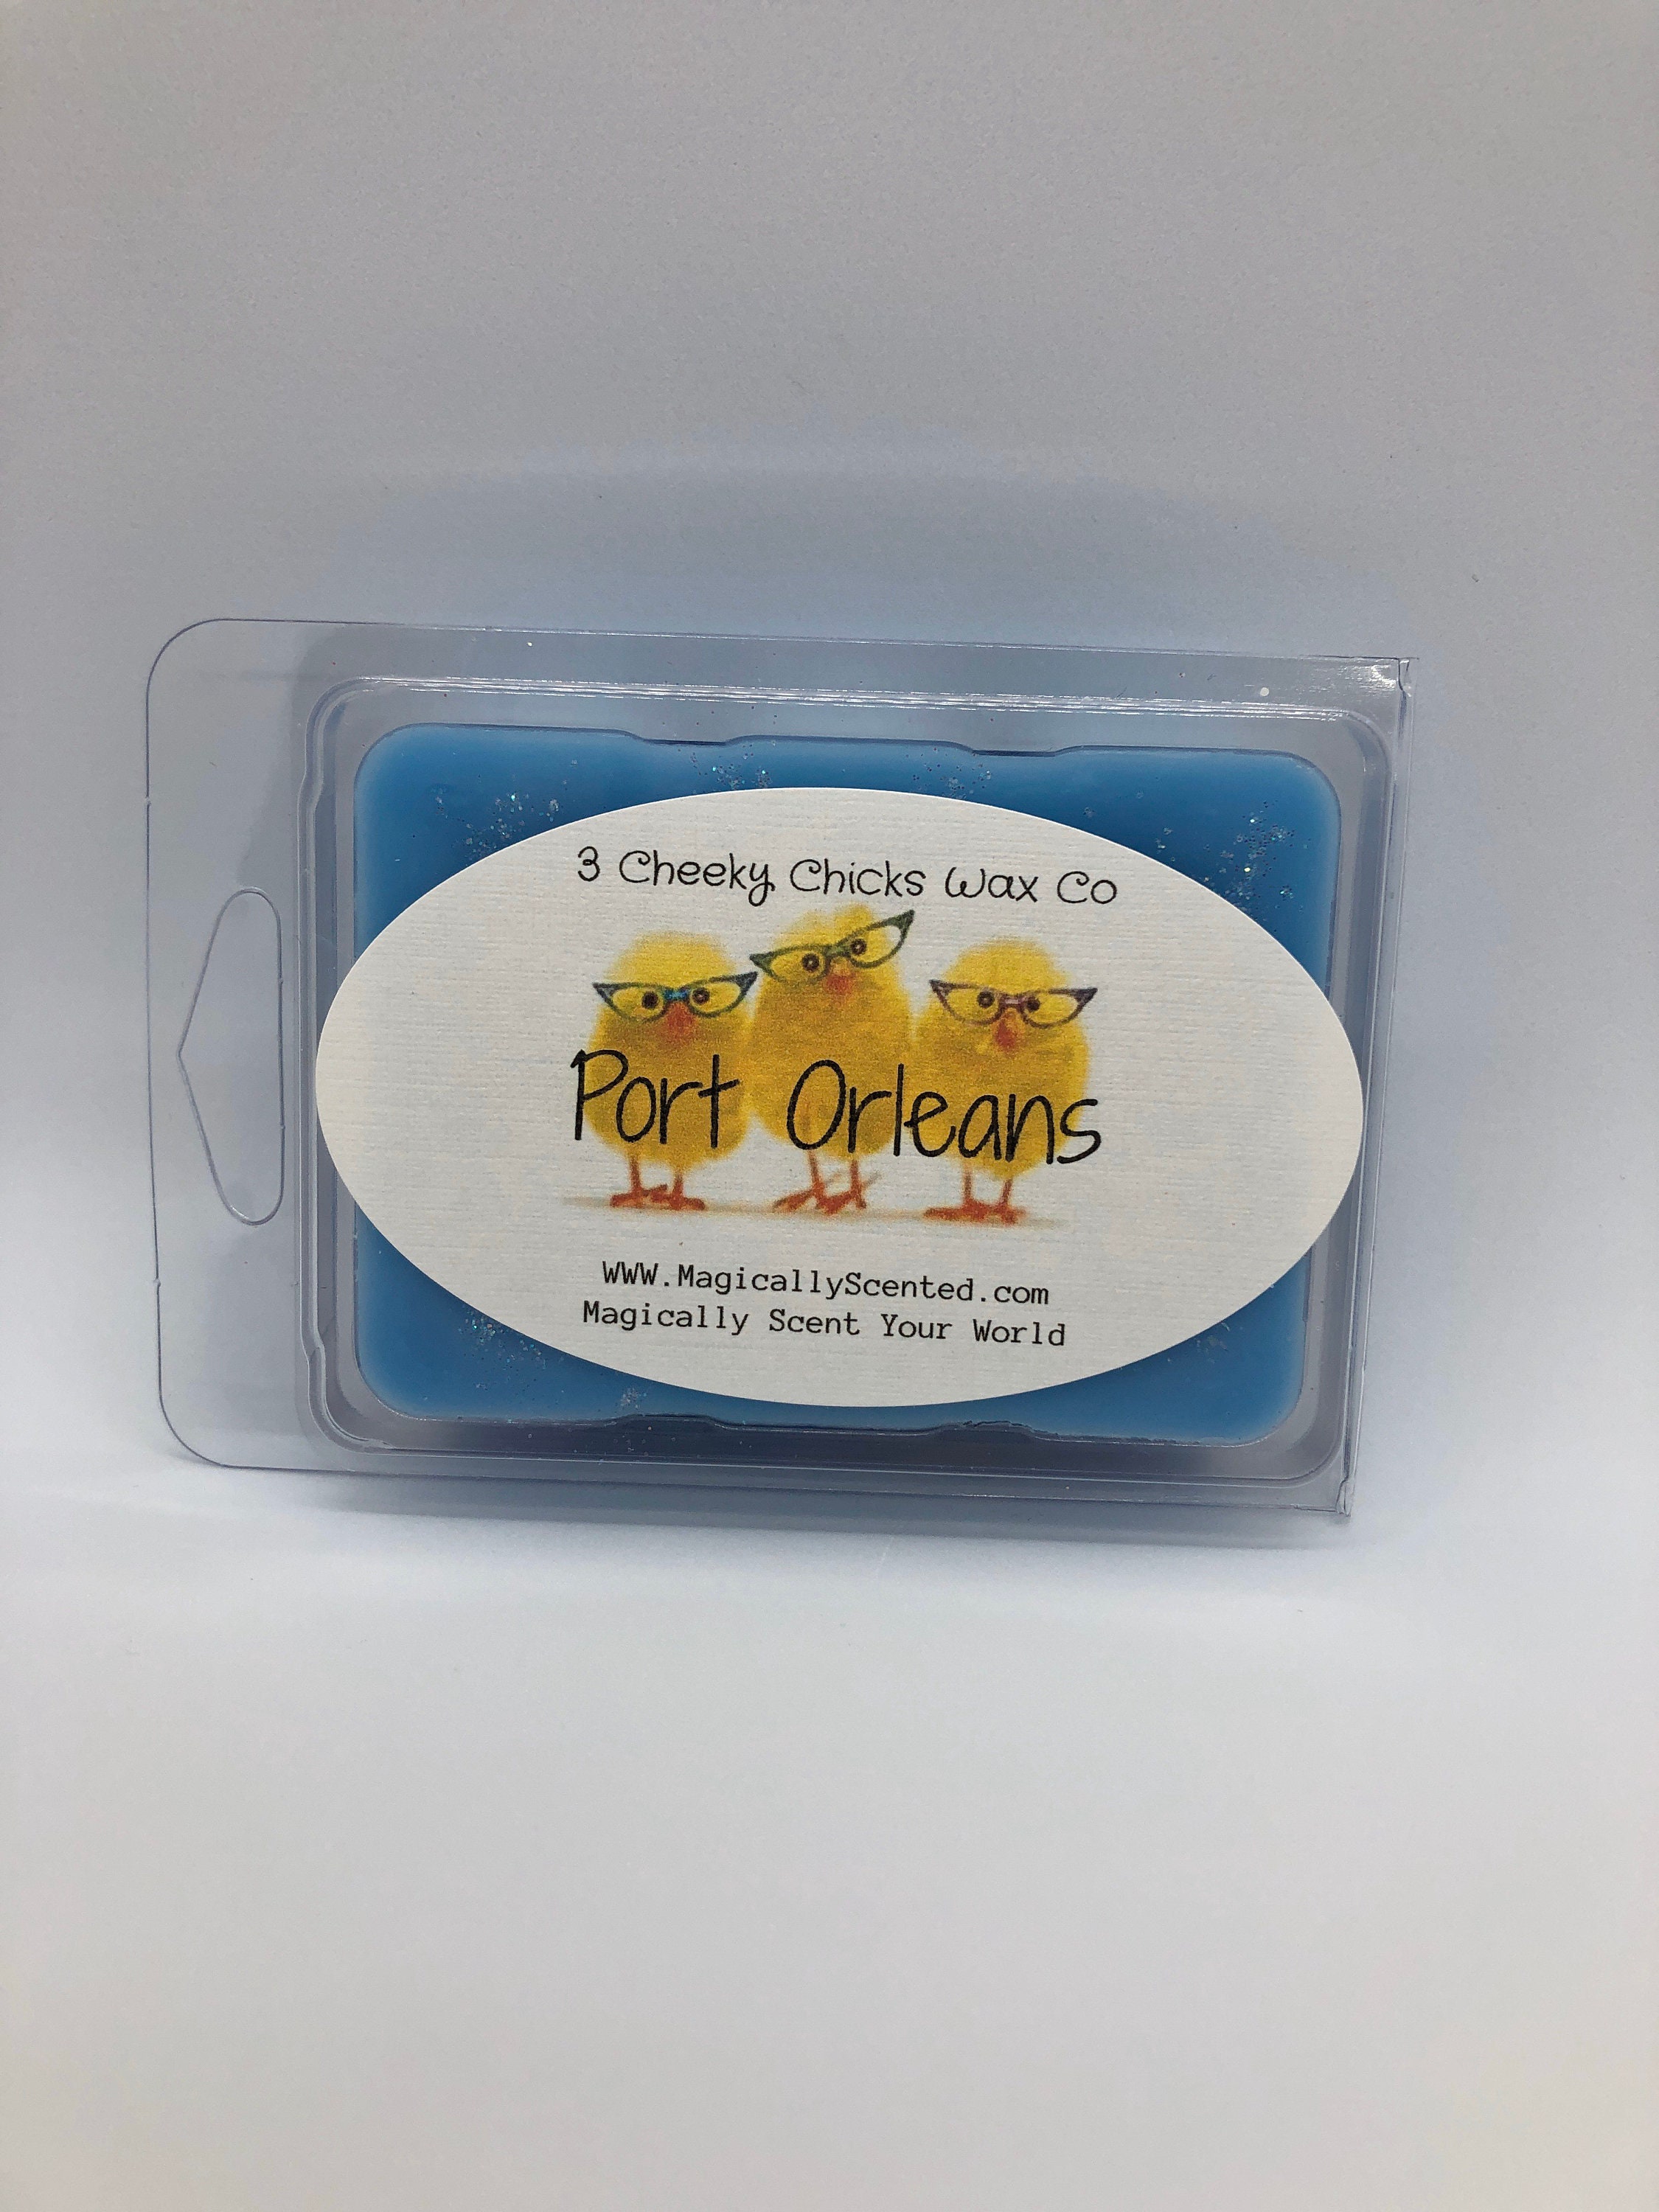 3 Cheeky Chicks Wax Co
Port Orleans
WWW.MagicallyScented.com
Magically Scent Your World